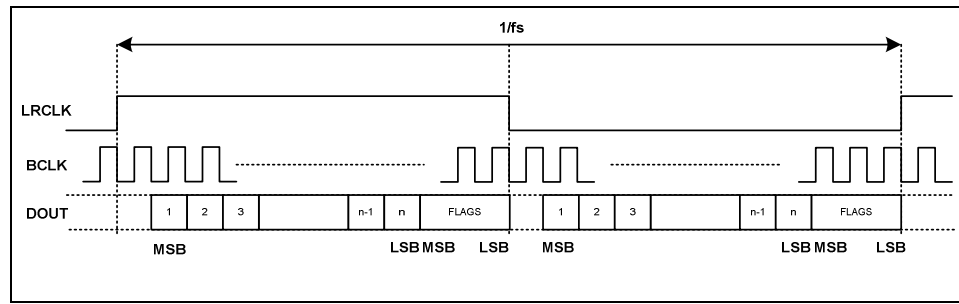 1/fs
LRCLK
BCLK
DOUT
1 2 3 n-1 n FLAGS 1 2 3 n-1 n FLAGS
MSB LSB MSB LSB MSB LSB MSB LSB